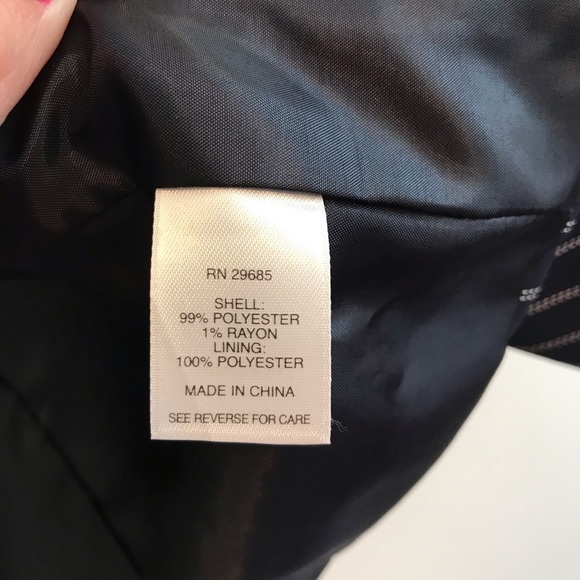 RN 29685
SHELL:
99% POLYESTER
1% RAYON
LINING:
100% POLYESTER
MADE IN CHINA
SEE REVERSE FOR CARE